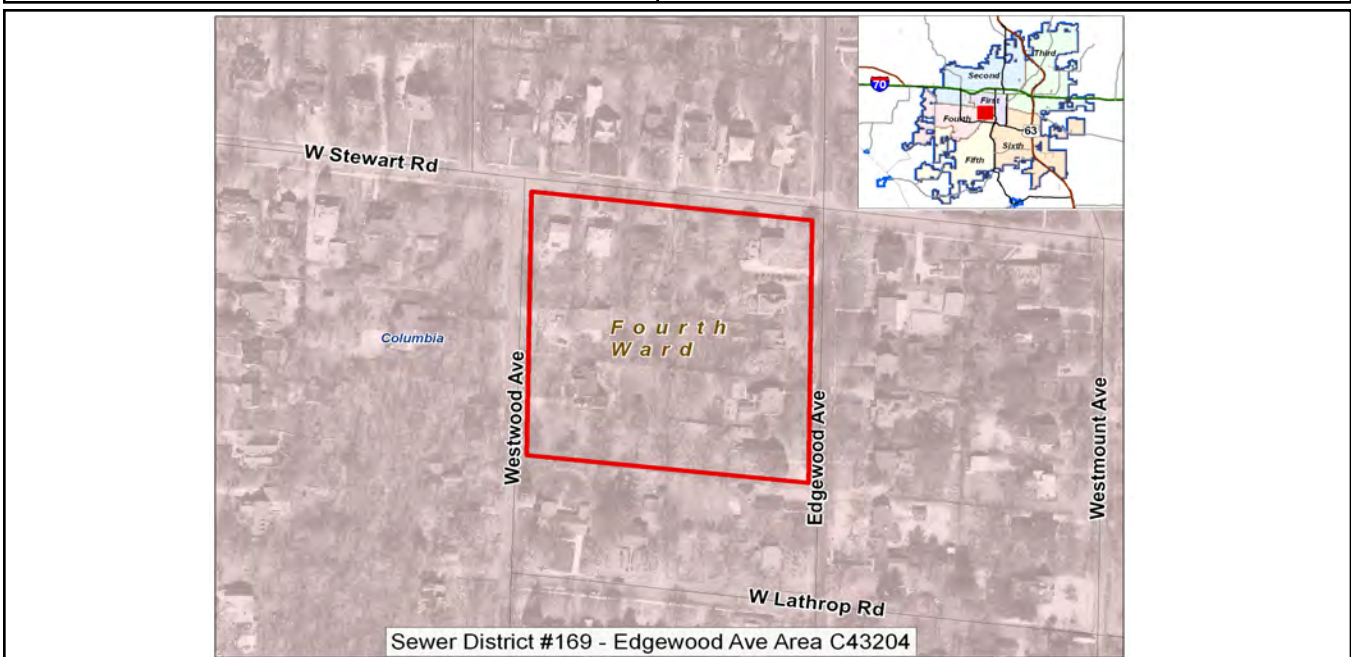 Third
Second
70
First
Fourth
63
Sixth
Fifth
W Stewart Rd
Fourth
Ward
Columbia
Westwood Ave
Edgewood Ave
Westmount Ave
W Lathrop Rd
Sewer District #169 - Edgewood Ave Area C43204